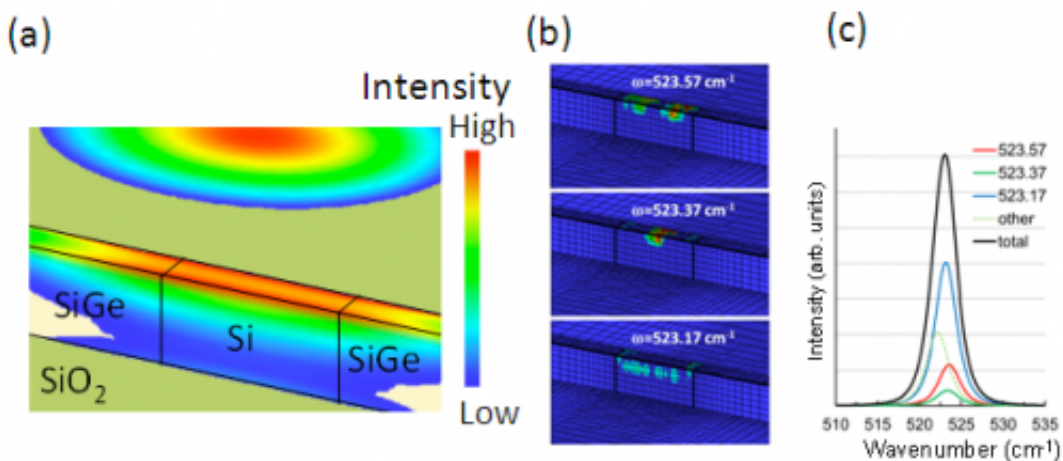 (a)
Intensity
High
Low
SiGe
Si
SiGe
SiO2
(b)
ω=523.57 cm-1
ω=523.37 cm-1
ω=523.17 cm-1
(c)
523.57
523.37
523.17
other
total
Intensity (arb. units)
510 515 520 525 530 535
Wavenumber (cm-1)